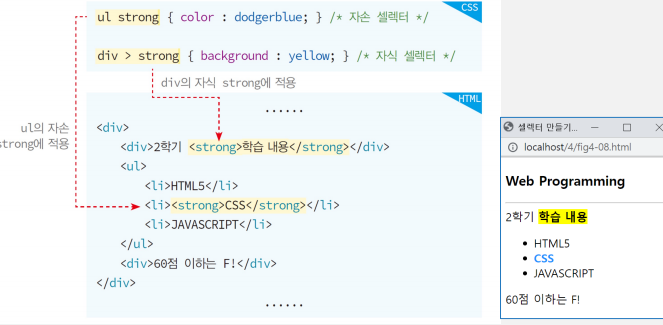 CSS
ul strong { color : dodgerblue; } /* 자손 셀렉터 */
div > strong { background : yellow; } /* 자식 셀렉터 */
div의 자식 strong에 적용
HTML
......
ul의 자손
strong에 적용
<div>
<div>2학기 <strong>학습 내용</strong></div>
<ul>
<li>HTML5</li>
<li><strong>CSS</strong></li>
<li>JAVASCRIPT</li>
</ul>
<div>60점 이하는 F!</div>
</div>
......
셀렉터 만들기...
localhost/4/fig4-08.html
Web Programming
2학기 학습 내용
• HTML5
• CSS
• JAVASCRIPT
60점 이하는 F!